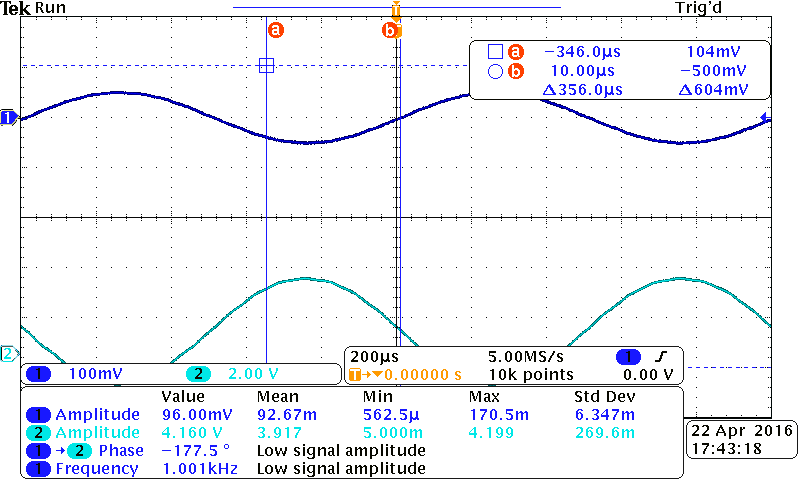 Tek Run Trig'd
T
a b
a −346.0µs 104mV
b 10.00µs −500mV
Δ356.0µs Δ604mV
1
2
1 100mV 2 2.00 V
200µs 5.00MS/s 1
T→▼0.00000 s 10k points 0.00 V
Value Mean Min Max Std Dev
1 Amplitude 96.00mV 92.67m 562.5µ 170.5m 6.347m
2 Amplitude 4.160 V 3.917 5.000m 4.199 269.6m
1 → 2 Phase −177.5 ° Low signal amplitude
1 Frequency 1.001kHz Low signal amplitude
22 Apr 2016
17:43:18